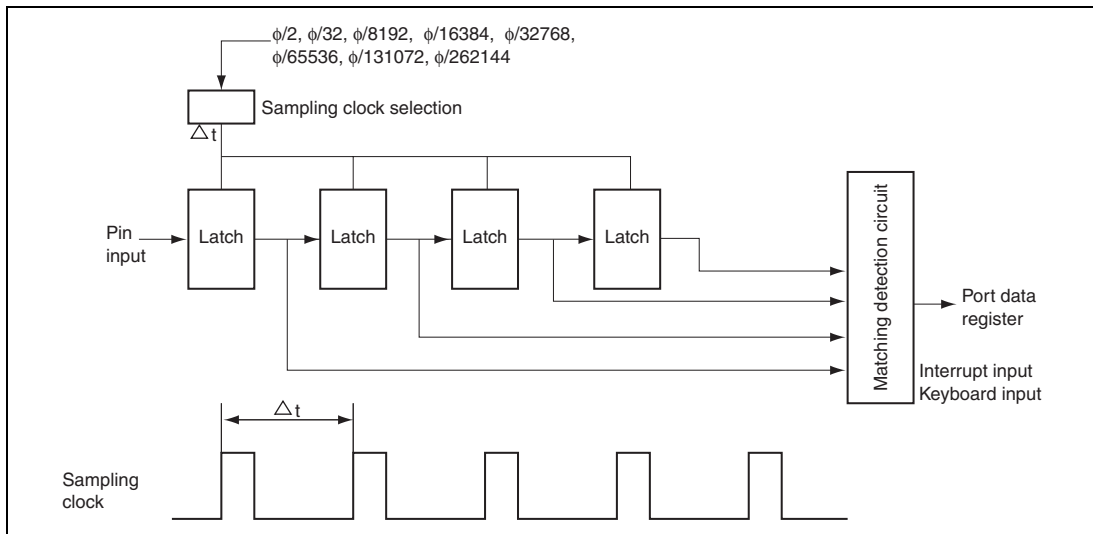 ϕ/2, ϕ/32, ϕ/8192, ϕ/16384, ϕ/32768,
ϕ/65536, ϕ/131072, ϕ/262144
Sampling clock selection
△t
Pin
input
Latch
Latch
Latch
Latch
Matching detection circuit
Port data
register
Interrupt input
Keyboard input
△t
Sampling
clock